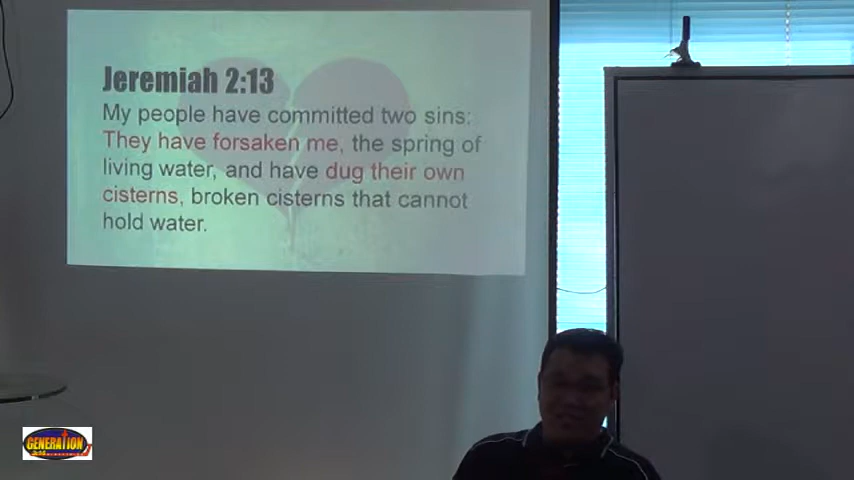 Jeremiah 2:13
My people have committed two sins:
They have forsaken me, the spring of
living water, and have dug their own
cisterns, broken cisterns that cannot
hold water.
GENERATION